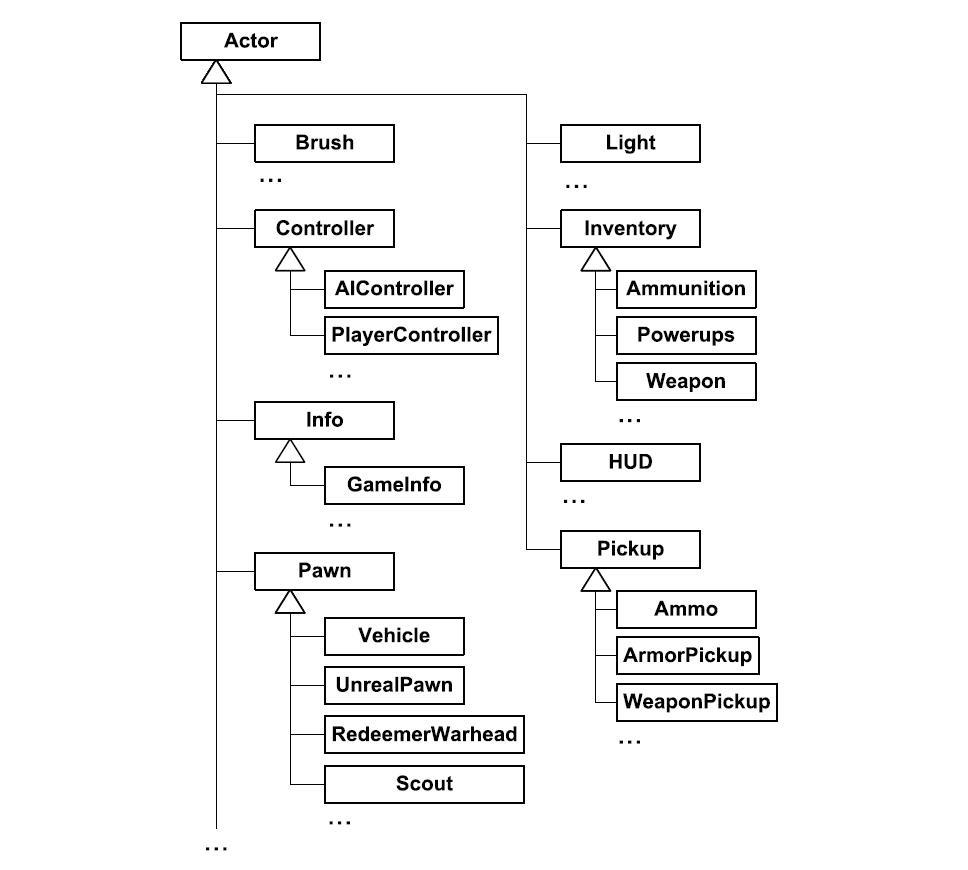 Actor
Brush
...
Controller
AIController
PlayerController
...
Info
GameInfo
...
Pawn
Vehicle
UnrealPawn
RedeemerWarhead
Scout
...
...
Light
...
Inventory
Ammunition
Powerups
Weapon
...
HUD
...
Pickup
Ammo
ArmorPickup
WeaponPickup
...